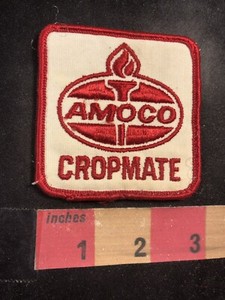 AMOCO
CROPMATE
inches
1 2 3